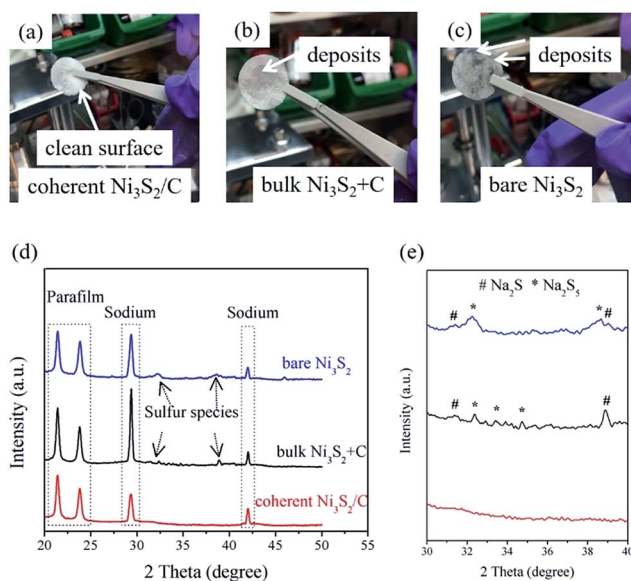 (a)
clean surface
coherent Ni₃S₂/C
(b)
deposits
bulk Ni₃S₂+C
(c)
deposits
bare Ni₃S₂
(d)
Parafilm
Sodium
Sodium
bare Ni₃S₂
Sulfur species
bulk Ni₃S₂+C
coherent Ni₃S₂/C
Intensity (a.u.)
20 25 30 35 40 45 50 55
2 Theta (degree)
(e)
# Na₂S * Na₂S₅
# * * #
# * * * #
Intensity (a.u.)
30 32 34 36 38 40
2 Theta (degree)